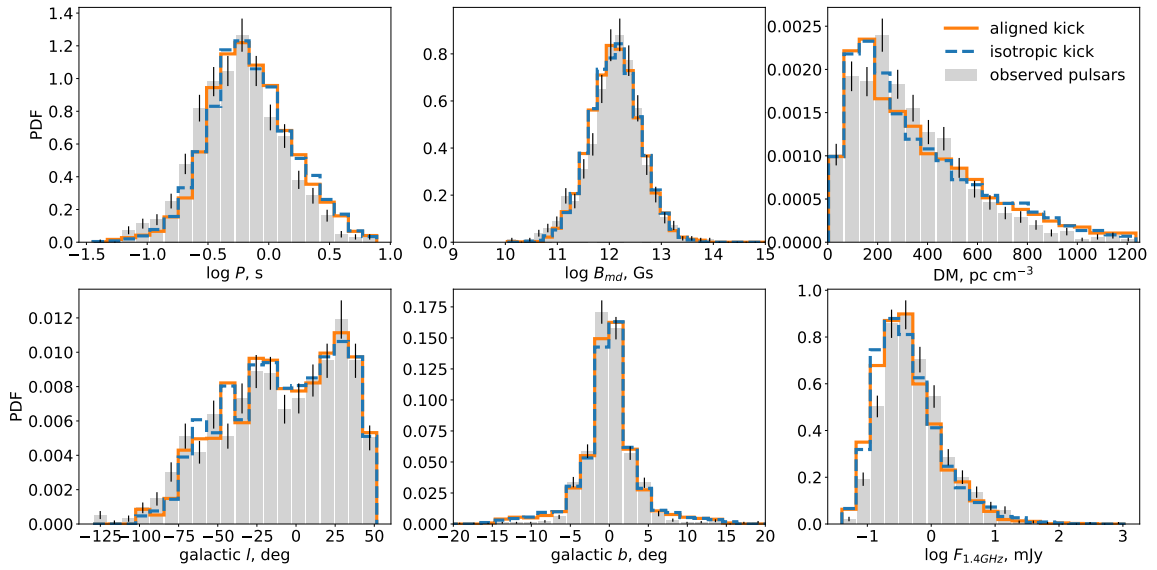 1.4
1.2
1.0
0.8
0.6
0.4
0.2
0.0
PDF
−1.5 −1.0 −0.5 0.0 0.5 1.0
log P, s
0.8
0.6
0.4
0.2
0.0
9 10 11 12 13 14 15
log B_md, Gs
0.0025
0.0020
0.0015
0.0010
0.0005
0.0000
aligned kick
isotropic kick
observed pulsars
0 200 400 600 800 1000 1200
DM, pc cm⁻³
0.012
0.010
0.008
0.006
0.004
0.002
0.000
PDF
−125 −100 −75 −50 −25 0 25 50
galactic l, deg
0.175
0.150
0.125
0.100
0.075
0.050
0.025
0.000
−20 −15 −10 −5 0 5 10 15 20
galactic b, deg
1.0
0.8
0.6
0.4
0.2
0.0
−1 0 1 2 3
log F_1.4GHz, mJy